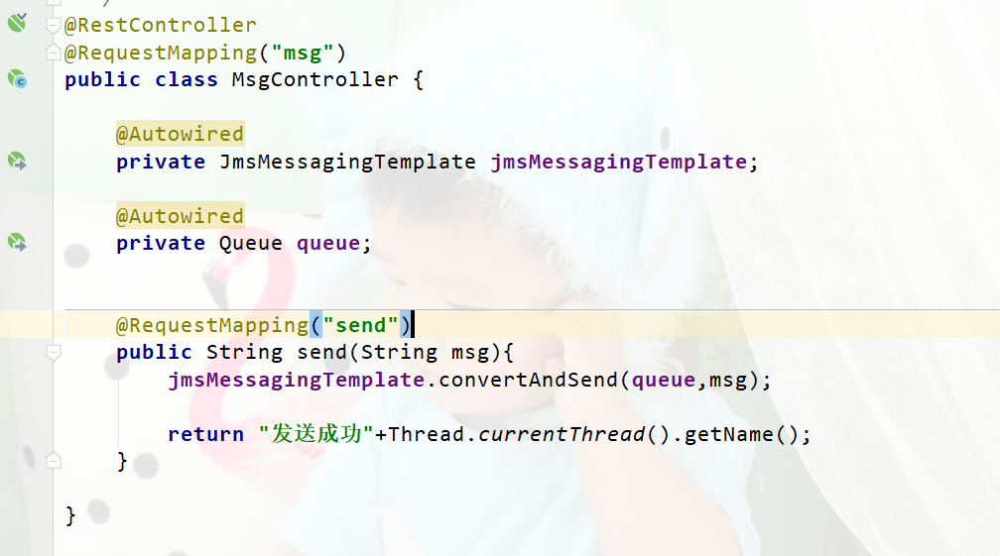 @RestController
@RequestMapping("msg")
public class MsgController {
@Autowired
private JmsMessagingTemplate jmsMessagingTemplate;
@Autowired
private Queue queue;
@RequestMapping("send")
public String send(String msg){
jmsMessagingTemplate.convertAndSend(queue,msg);
return "发送成功"+Thread.currentThread().getName();
}
}